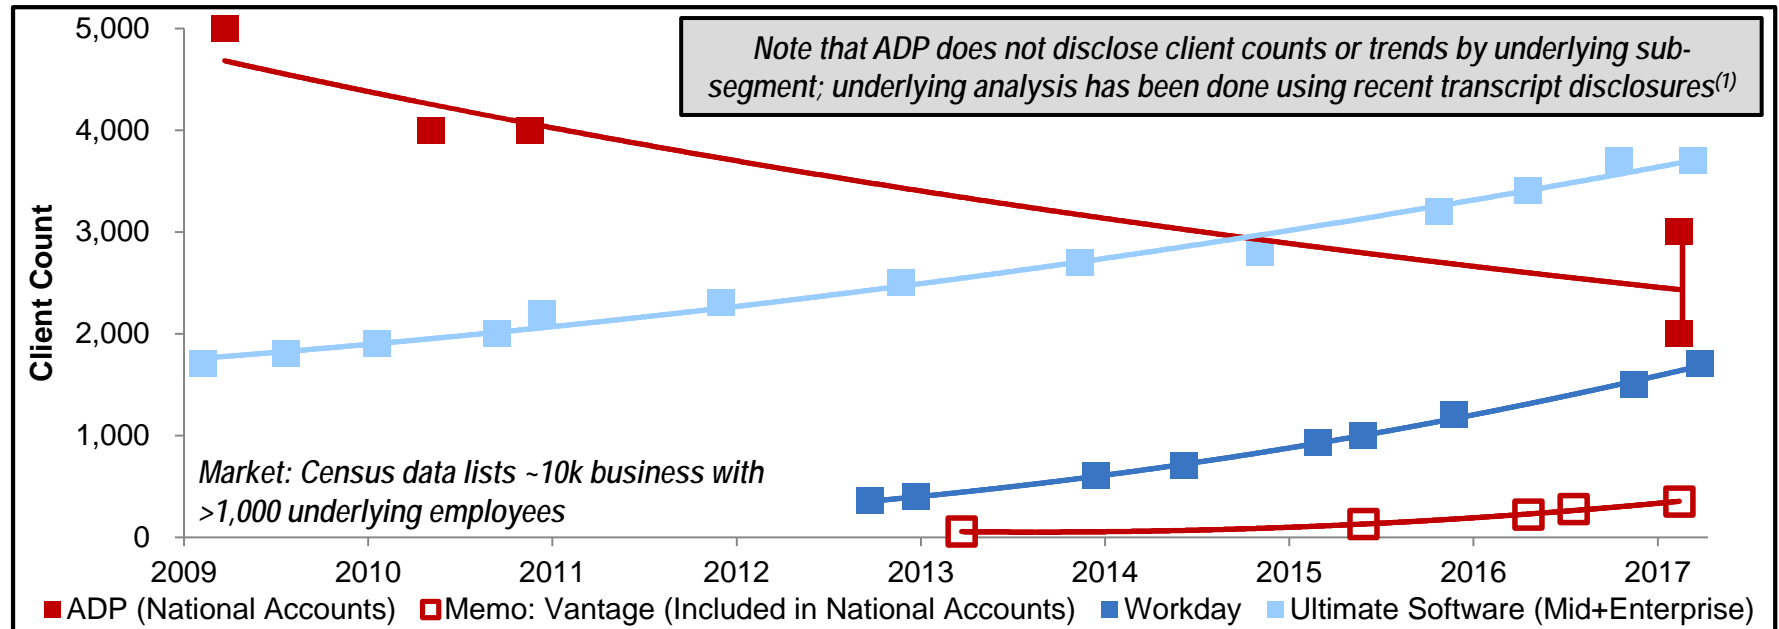 5,000
4,000
3,000
2,000
1,000
0
Client Count
Note that ADP does not disclose client counts or trends by underlying sub-
segment; underlying analysis has been done using recent transcript disclosures(1)
Market: Census data lists ~10k business with
>1,000 underlying employees
2009 2010 2011 2012 2013 2014 2015 2016 2017
ADP (National Accounts) Memo: Vantage (Included in National Accounts) Workday Ultimate Software (Mid+Enterprise)